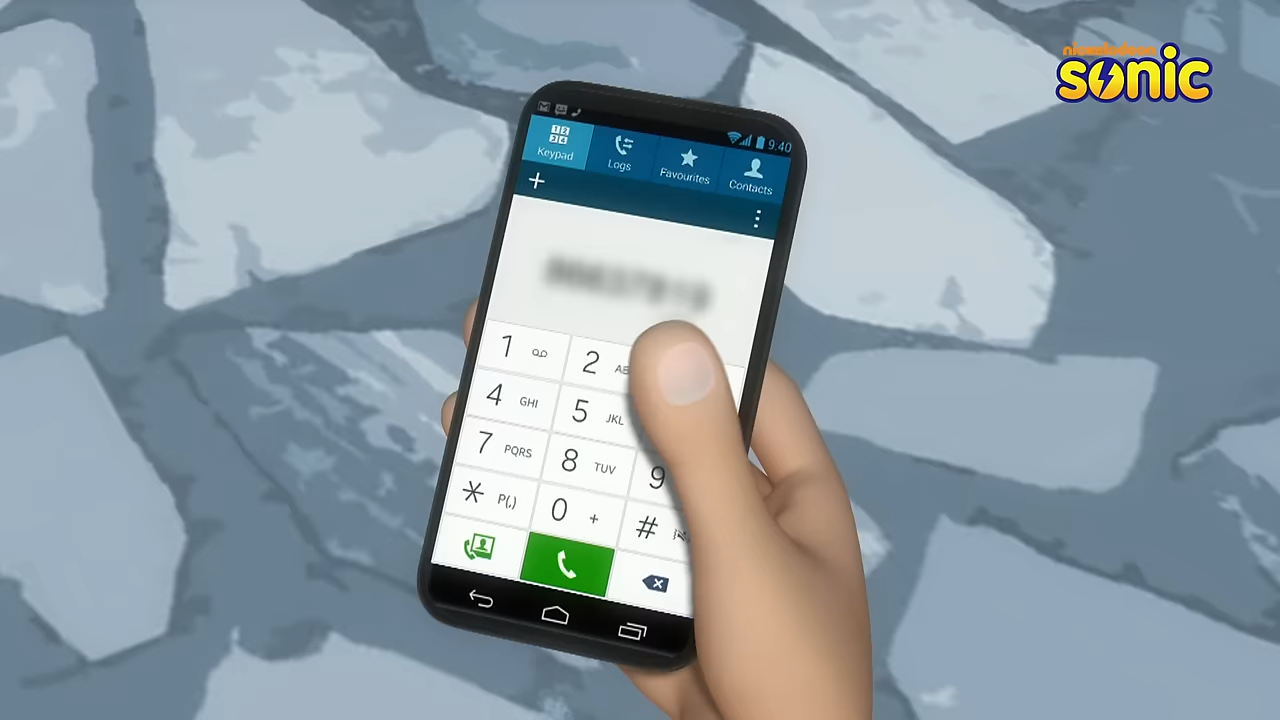 nickelodeon
sonic
9:40
Keypad
Logs
Favourites
Contacts
+
1
2
4 GHI
5 JKL
7 PQRS
8 TUV
9
* P(,)
0 +
#